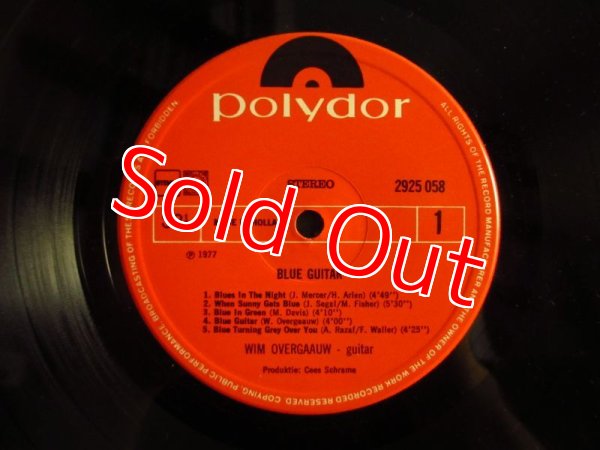 polydor
STEREO
2925 058
1
℗ 1977
BLUE GUITAR
1. Blues In The Night (J. Mercer/H. Arlen) (4'49'')
2. When Sunny Gets Blue (J. Segal/M. Fisher) (5'30'')
3. Blue In Green (M. Davis) (4'10'')
4. Blue Guitar (W. Overgaauw) (4'00'')
5. Blue Turning Grey Over You (A. Razaf/F. Waller) (4'25'')
WIM OVERGAAUW - guitar
Produktie: Cees Schrama
ALL RIGHTS OF THE RECORD MANUFACTURER AND OF THE OWNER OF THE WORK RECORDED RESERVED. COPYING, PUBLIC PERFORMANCE, BROADCASTING OF THE FORBIDDEN
Sold Out